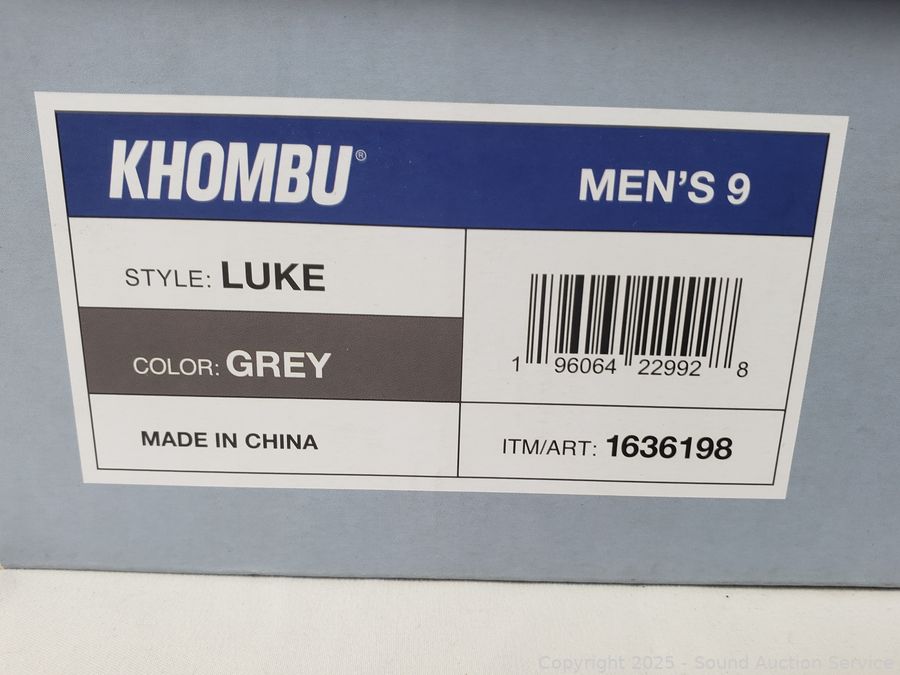 KHOMBU®
MEN'S 9
STYLE: LUKE
COLOR: GREY
MADE IN CHINA
1 96064 22992 8
ITM/ART: 1636198
Copyright 2025 - Sound Auction Service